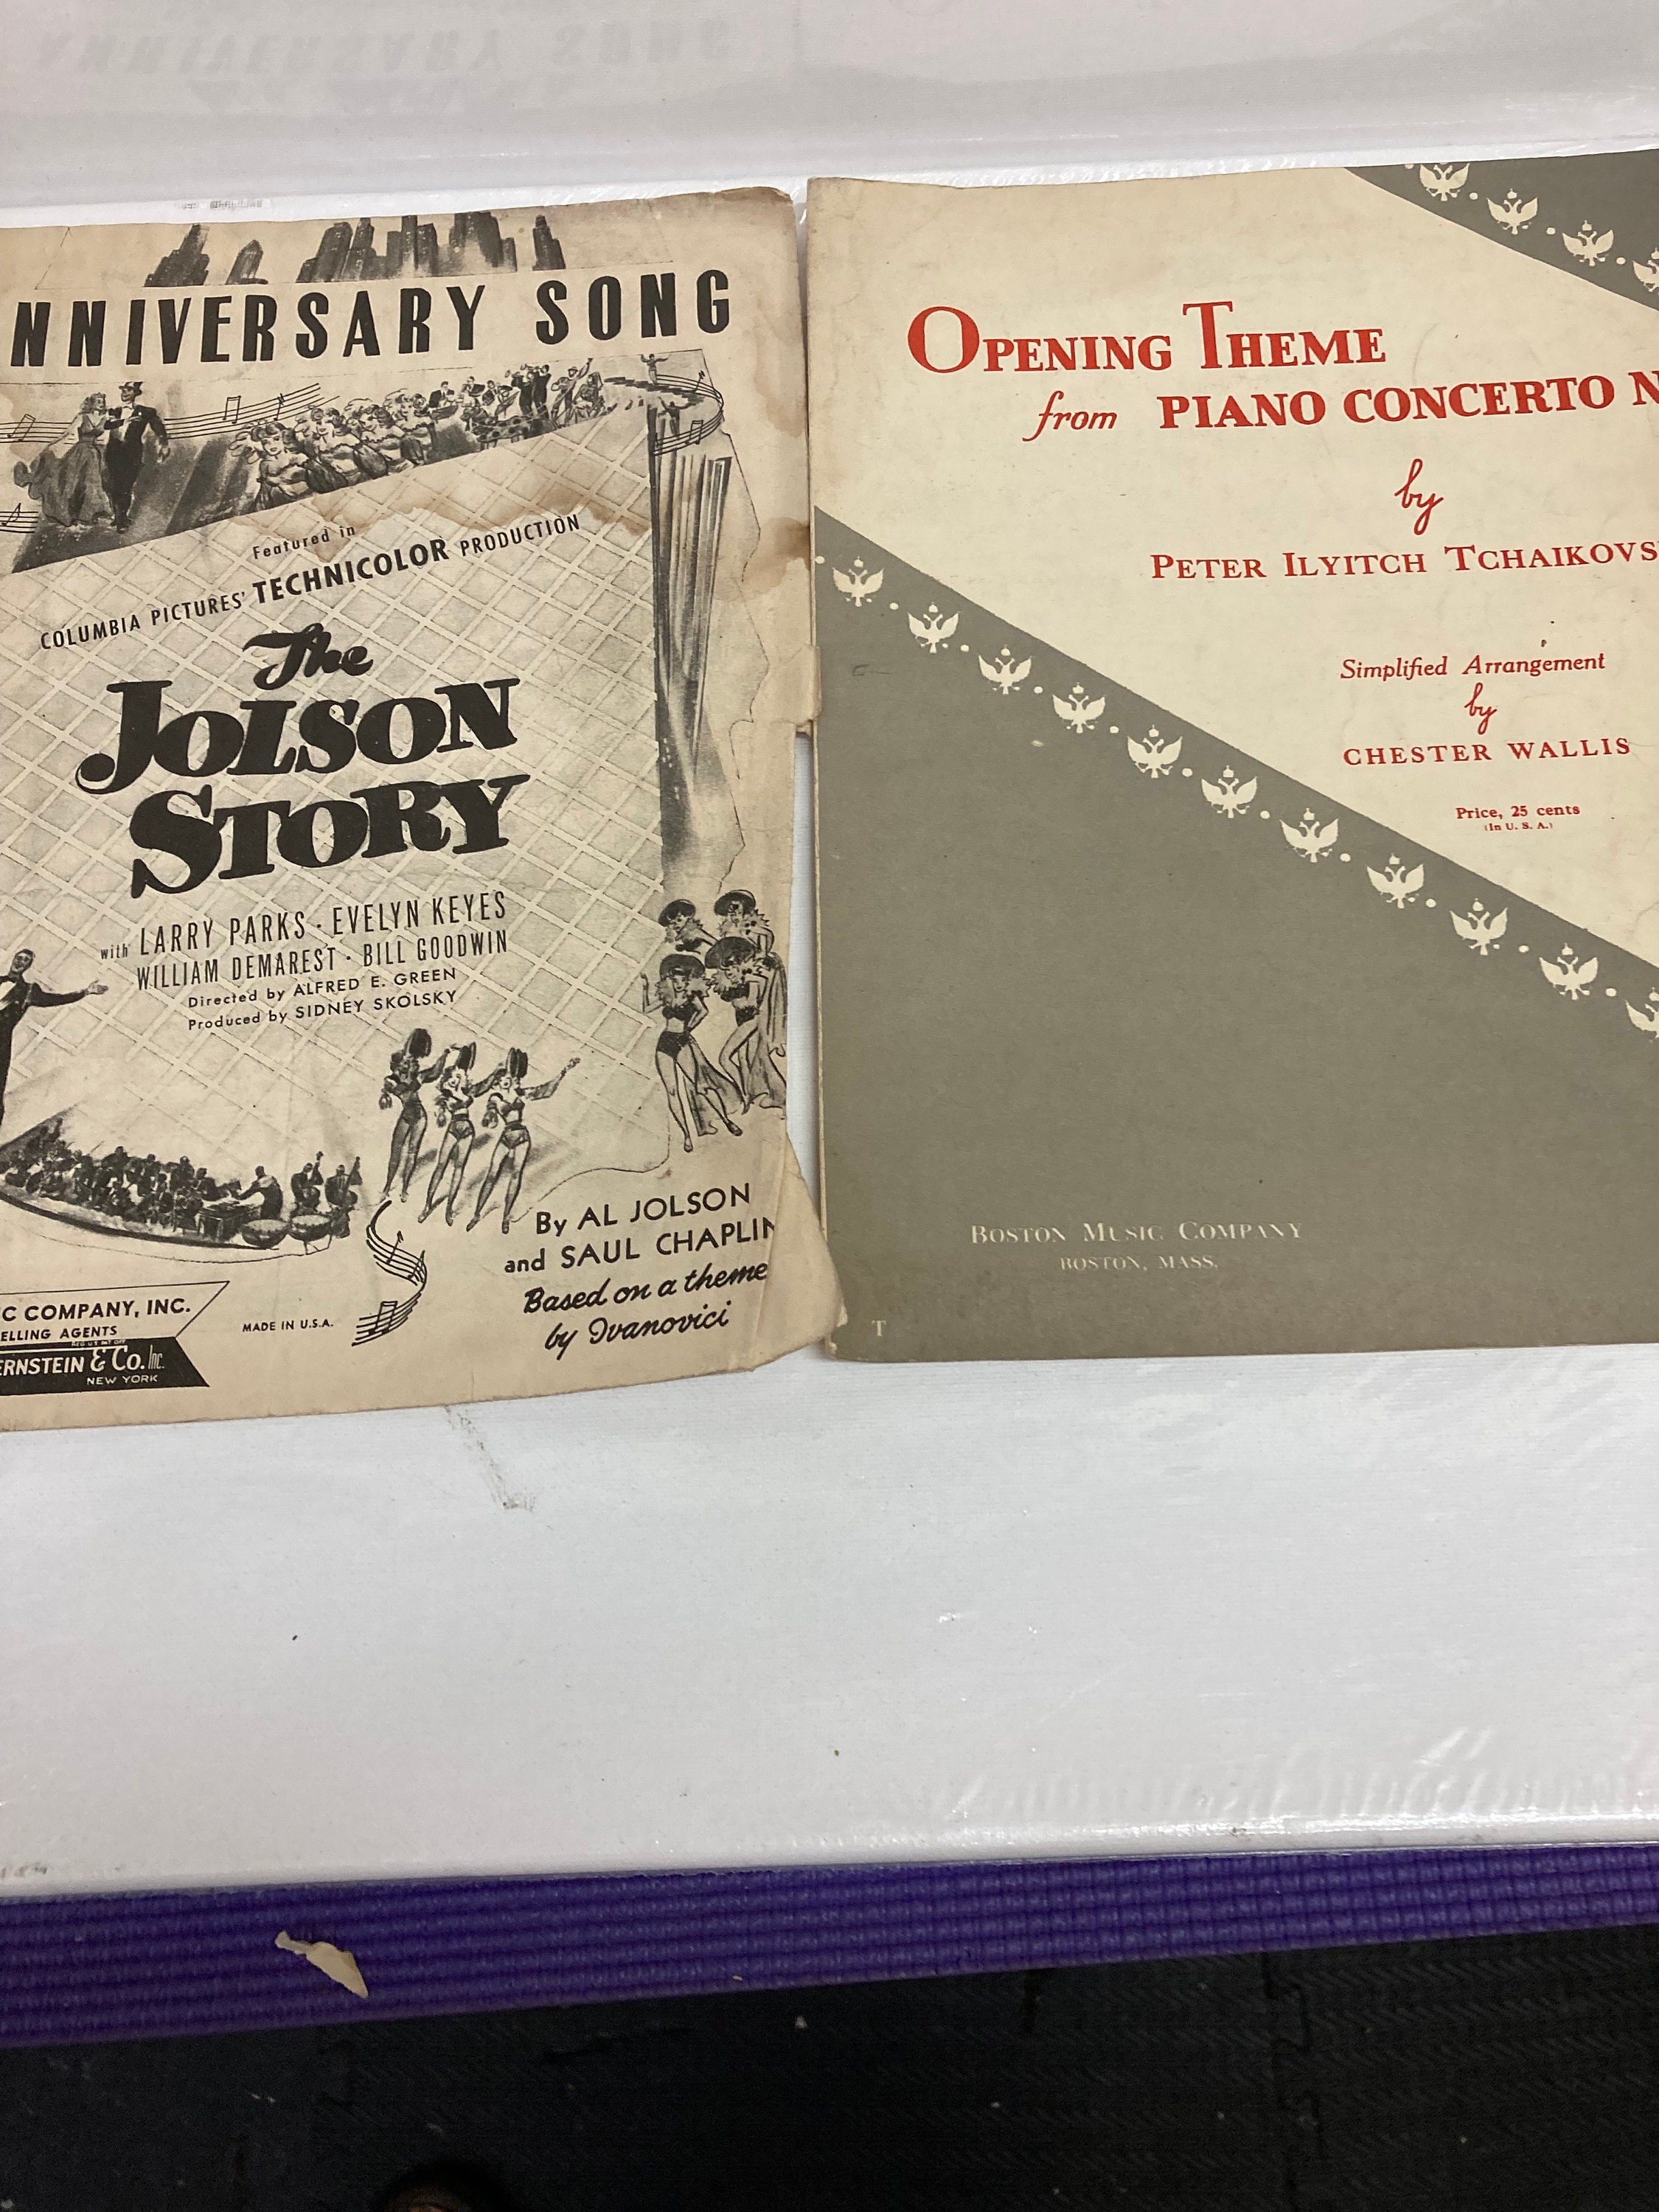 NNIVERSARY SONG
Featured in
COLUMBIA PICTURES' TECHNICOLOR PRODUCTION
The
JOLSON
STORY
with LARRY PARKS · EVELYN KEYES
WILLIAM DEMAREST · BILL GOODWIN
Directed by ALFRED E. GREEN
Produced by SIDNEY SKOLSKY
By AL JOLSON
and SAUL CHAPLIN
Based on a theme
by Ivanovici
C COMPANY, INC.
ELLING AGENTS
ERNSTEIN & Co. Inc.
NEW YORK
MADE IN U.S.A.
OPENING THEME
from PIANO CONCERTO N
by
PETER ILYITCH TCHAIKOVS
Simplified Arrangement
by
CHESTER WALLIS
Price, 25 cents
(In U. S. A.)
BOSTON MUSIC COMPANY
BOSTON, MASS.
T